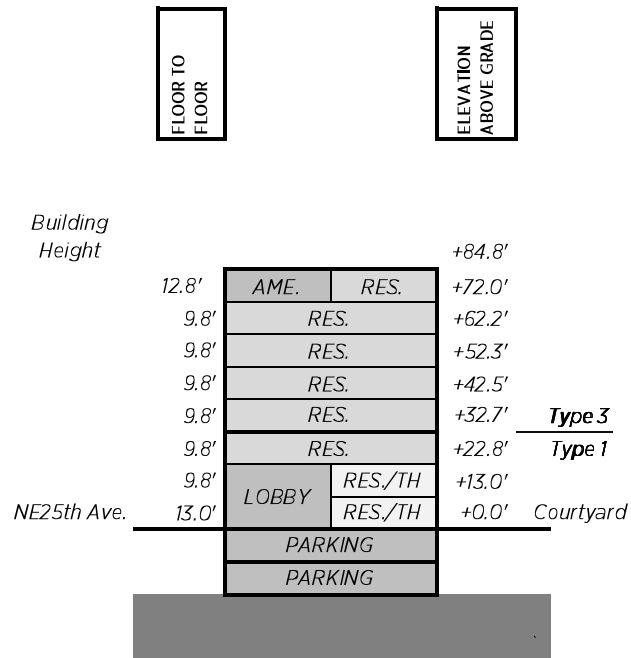 FLOOR TO
FLOOR
ELEVATION
ABOVE GRADE
Building
Height
+84.8'
12.8' AME. RES. +72.0'
9.8' RES. +62.2'
9.8' RES. +52.3'
9.8' RES. +42.5'
9.8' RES. +32.7' Type 3
9.8' RES. +22.8' Type 1
9.8' RES./TH +13.0'
LOBBY
NE25th Ave. 13.0' RES./TH +0.0' Courtyard
PARKING
PARKING